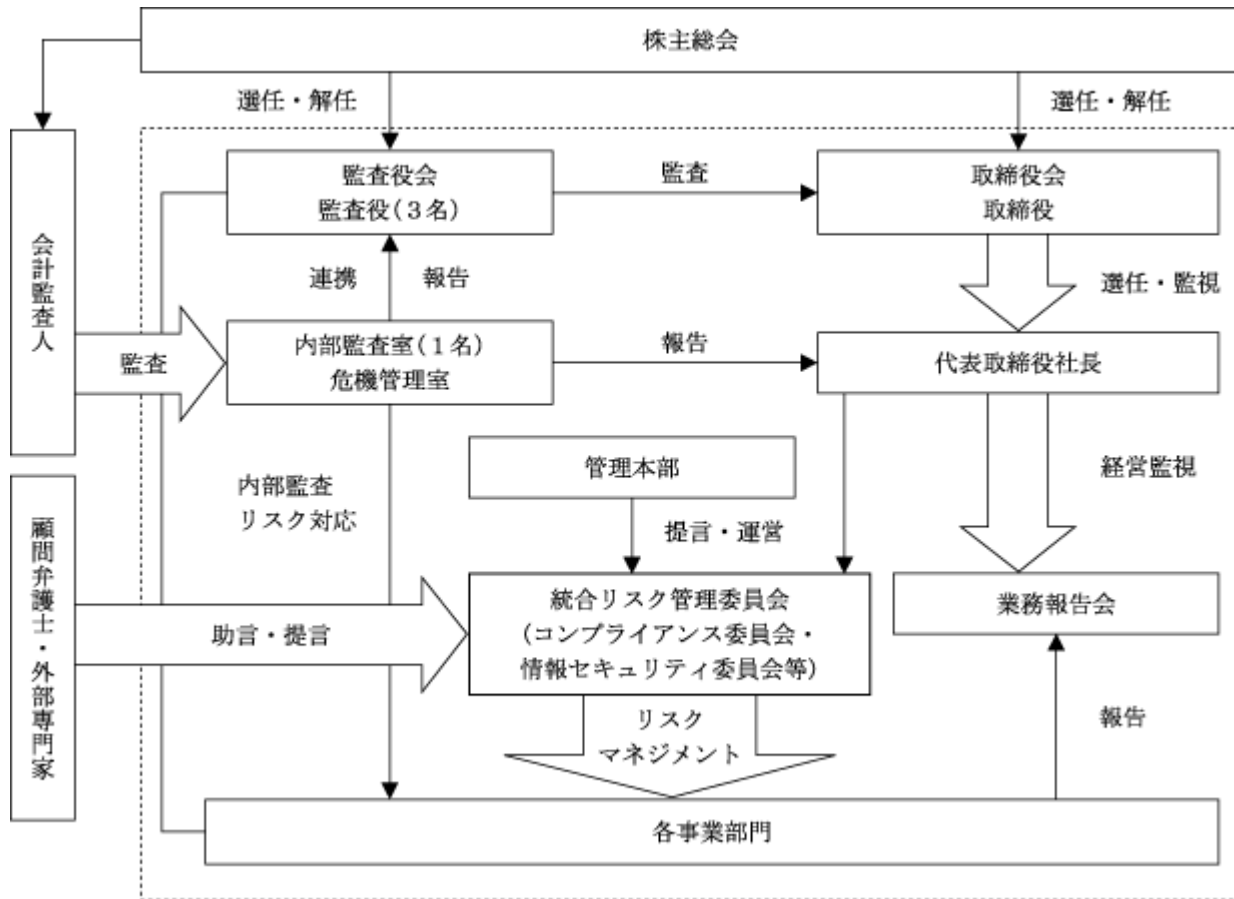 株主総会
選任・解任
選任・解任
監査役会
監査役(3名)
監査
取締役会
取締役
会計監査人
連携
報告
選任・監視
監査
内部監査室(1名)
危機管理室
報告
代表取締役社長
管理本部
経営監視
内部監査
リスク対応
提言・運営
顧問弁護士・外部専門家
助言・提言
統合リスク管理委員会
(コンプライアンス委員会・
情報セキュリティ委員会等)
業務報告会
リスク
マネジメント
報告
各事業部門